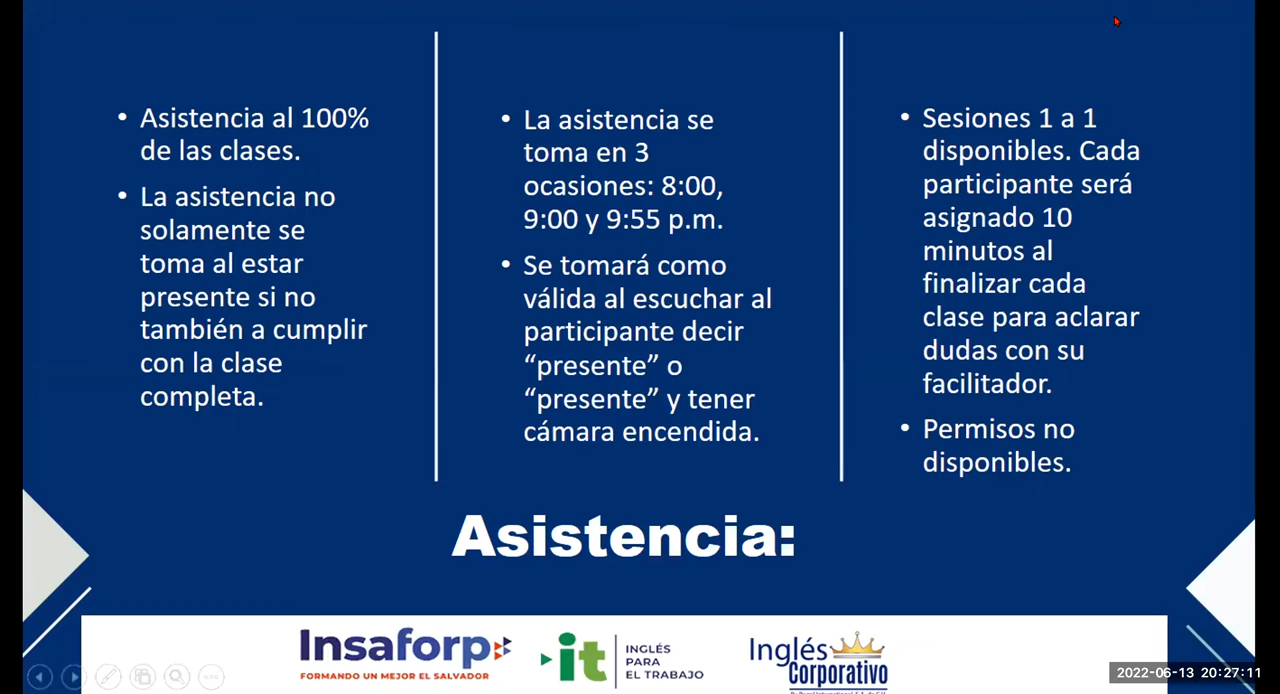 • Asistencia al 100%
de las clases.
• La asistencia no
solamente se
toma al estar
presente si no
también a cumplir
con la clase
completa.
• La asistencia se
toma en 3
ocasiones: 8:00,
9:00 y 9:55 p.m.
• Se tomará como
válida al escuchar al
participante decir
“presente” o
“presente” y tener
cámara encendida.
• Sesiones 1 a 1
disponibles. Cada
participante será
asignado 10
minutos al
finalizar cada
clase para aclarar
dudas con su
facilitador.
• Permisos no
disponibles.
Asistencia:
Insaforp
FORMANDO UN MEJOR EL SALVADOR
it
INGLÉS
PARA
EL TRABAJO
Inglés
Corporativo
2022-06-13 20:27:11